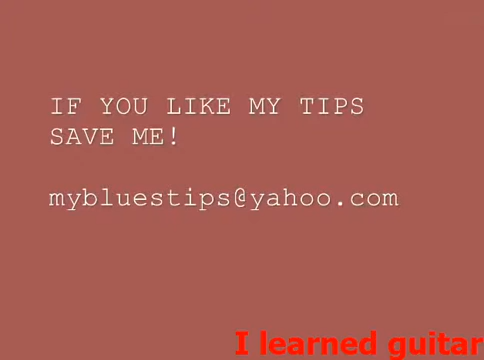 IF YOU LIKE MY TIPS
SAVE ME!
mybluestips@yahoo.com
I learned guitar